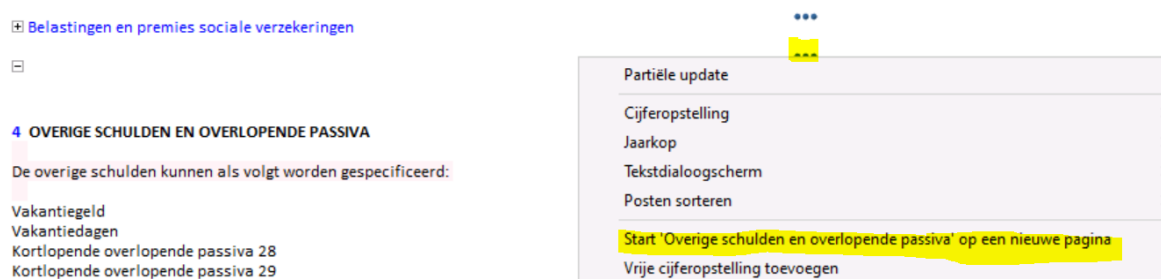 Belastingen en premies sociale verzekeringen
4 OVERIGE SCHULDEN EN OVERLOPENDE PASSIVA
De overige schulden kunnen als volgt worden gespecificeerd:
Vakantiegeld
Vakantiedagen
Kortlopende overlopende passiva 28
Kortlopende overlopende passiva 29
Partiële update
Cijferopstelling
Jaarkop
Tekstdialoogscherm
Posten sorteren
Start 'Overige schulden en overlopende passiva' op een nieuwe pagina
Vrije cijferopstelling toevoegen